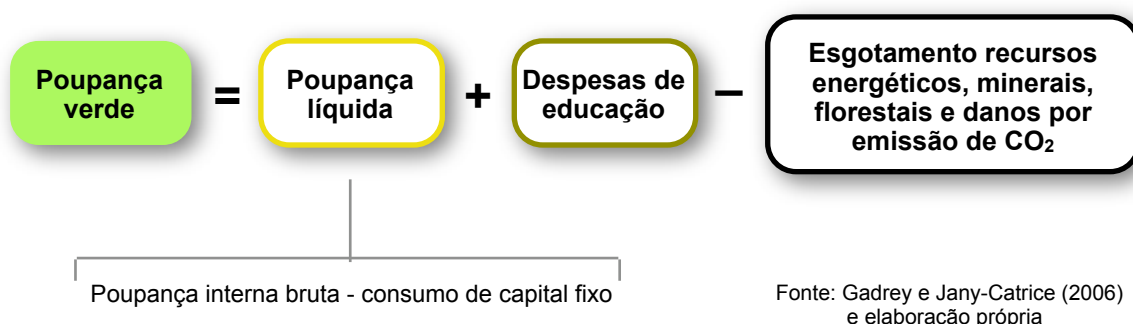 Poupança
verde
=
Poupança
líquida
+
Despesas de
educação
–
Esgotamento recursos
energéticos, minerais,
florestais e danos por
emissão de CO₂
Poupança interna bruta - consumo de capital fixo
Fonte: Gadrey e Jany-Catrice (2006)
e elaboração própria